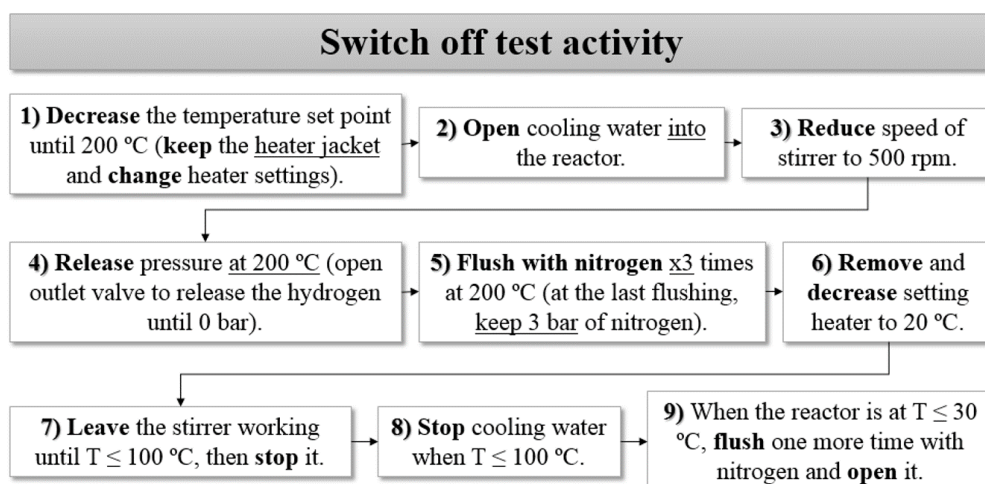 Switch off test activity
1) Decrease the temperature set point
until 200 ºC (keep the heater jacket
and change heater settings).
2) Open cooling water into
the reactor.
3) Reduce speed of
stirrer to 500 rpm.
4) Release pressure at 200 ºC (open
outlet valve to release the hydrogen
until 0 bar).
5) Flush with nitrogen x3 times
at 200 ºC (at the last flushing,
keep 3 bar of nitrogen).
6) Remove and
decrease setting
heater to 20 ºC.
7) Leave the stirrer working
until T ≤ 100 ºC, then stop it.
8) Stop cooling water
when T ≤ 100 ºC.
9) When the reactor is at T ≤ 30
ºC, flush one more time with
nitrogen and open it.